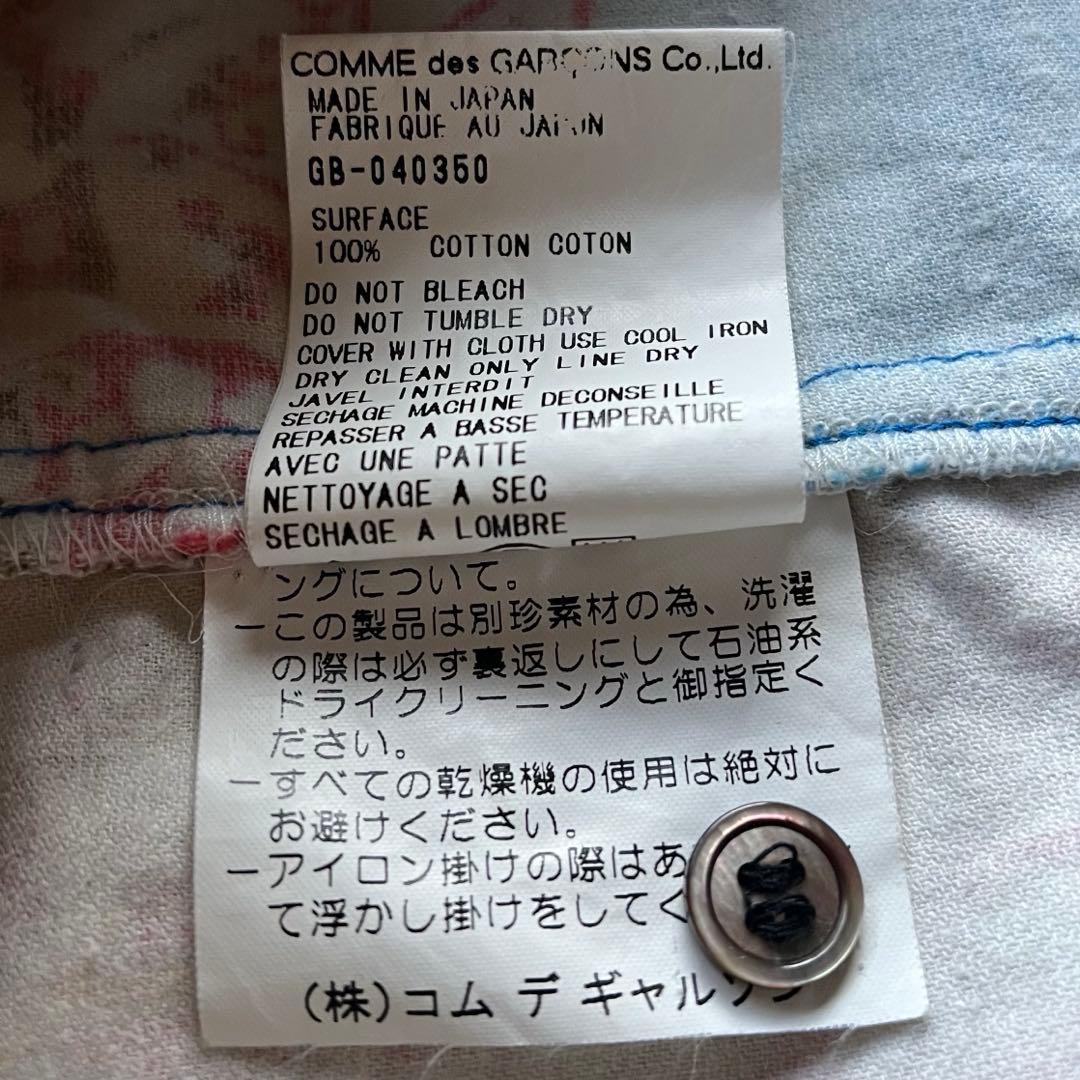 COMME des GARÇONS Co.,Ltd.
MADE IN JAPAN
FABRIQUE AU JAPON
GB-040350
SURFACE
100% COTTON COTON
DO NOT BLEACH
DO NOT TUMBLE DRY
COVER WITH CLOTH USE COOL IRON
DRY CLEAN ONLY LINE DRY
JAVEL INTERDIT
SECHAGE MACHINE DECONSEILLE
REPASSER A BASSE TEMPERATURE
AVEC UNE PATTE
NETTOYAGE A SEC
SECHAGE A LOMBRE
ングについて。
ーこの製品は別珍素材の為、洗濯
の際は必ず裏返しにして石油系
ドライクリーニングと御指定く
ださい。
ーすべての乾燥機の使用は絶対に
お避けください。
ーアイロン掛けの際はあ
て浮かし掛けをしてく
(株)コム デ ギャルソン